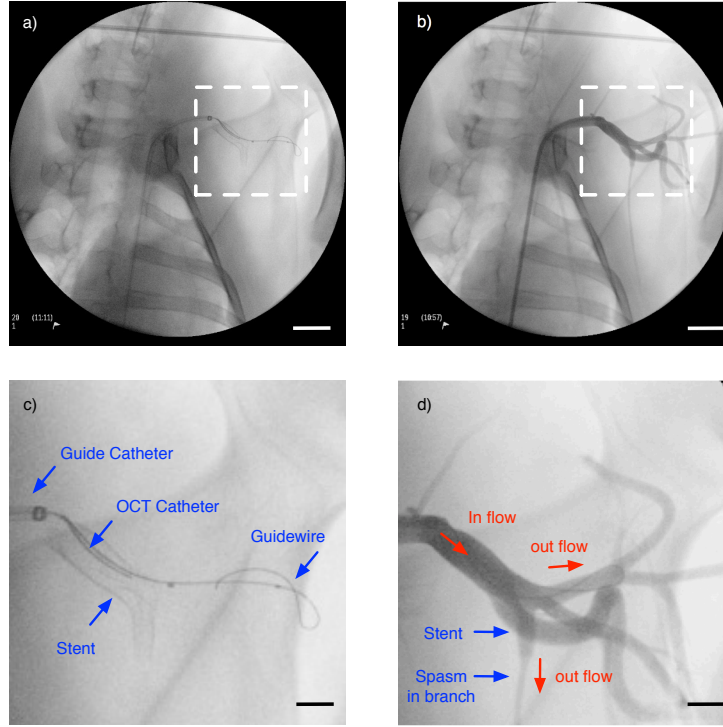 a)
20 (11:11)
1
b)
19 (10:57)
1
c)
Guide Catheter
OCT Catheter
Guidewire
Stent
d)
In flow
out flow
Stent
Spasm
in branch
out flow